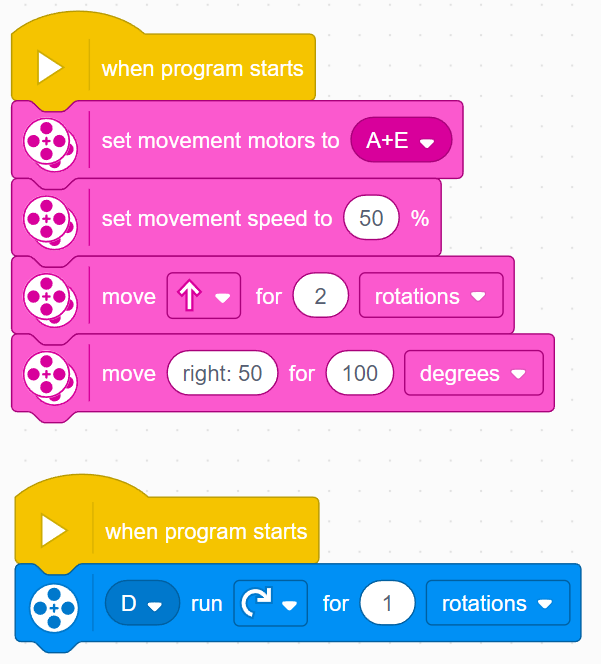 when program starts
set movement motors to A+E
set movement speed to 50 %
move for 2 rotations
move right: 50 for 100 degrees
when program starts
D run for 1 rotations